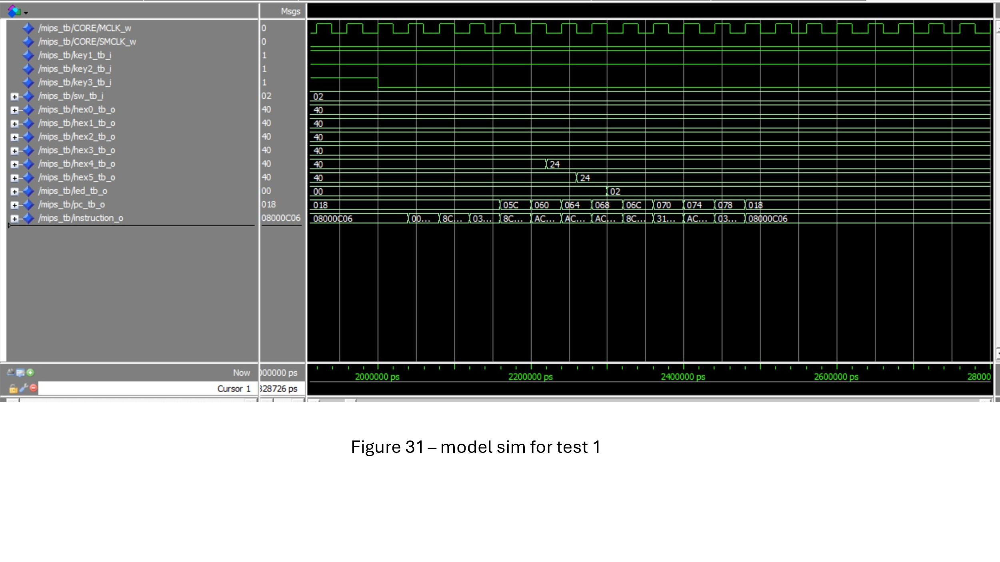 Msgs
/mips_tb/CORE/MCLK_w 0
/mips_tb/CORE/SMCLK_w 0
/mips_tb/key1_tb_i 1
/mips_tb/key2_tb_i 1
/mips_tb/key3_tb_i 1
/mips_tb/sw_tb_i 02 02
/mips_tb/hex0_tb_o 40 40
/mips_tb/hex1_tb_o 40 40
/mips_tb/hex2_tb_o 40 40
/mips_tb/hex3_tb_o 40 40
/mips_tb/hex4_tb_o 40 40 24
/mips_tb/hex5_tb_o 40 40 24
/mips_tb/led_tb_o 00 00 02
/mips_tb/pc_tb_o 018 018 05C 060 064 068 06C 070 074 078 018
/mips_tb/instruction_o 08000C06 08000C06 00... 8C... 03... 8C... AC... AC... AC... 8C... 31... AC... 03... 08000C06
Now 000000 ps 2000000 ps 2200000 ps 2400000 ps 2600000 ps 28000
Cursor 1 328726 ps
Figure 31 – model sim for test 1